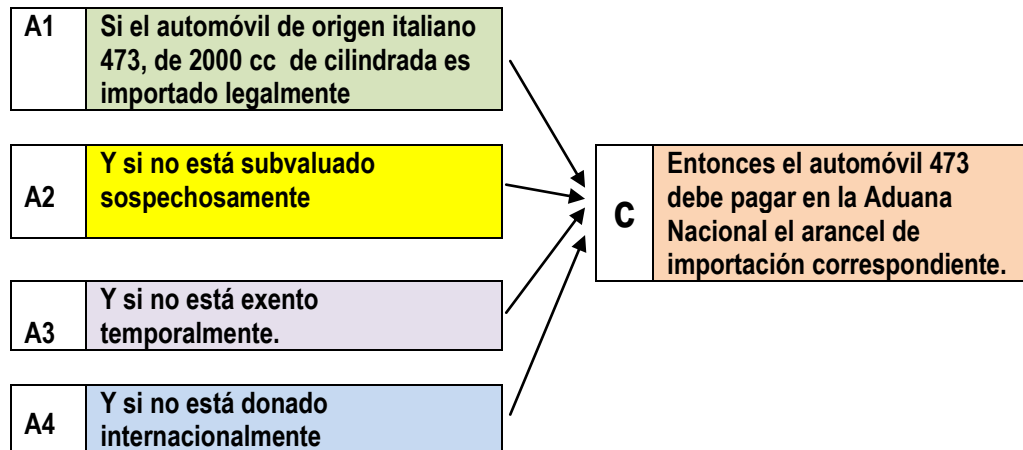 A1
Si el automóvil de origen italiano
473, de 2000 cc de cilindrada es
importado legalmente
A2
Y si no está subvaluado
sospechosamente
A3
Y si no está exento
temporalmente.
A4
Y si no está donado
internacionalmente
C
Entonces el automóvil 473
debe pagar en la Aduana
Nacional el arancel de
importación correspondiente.